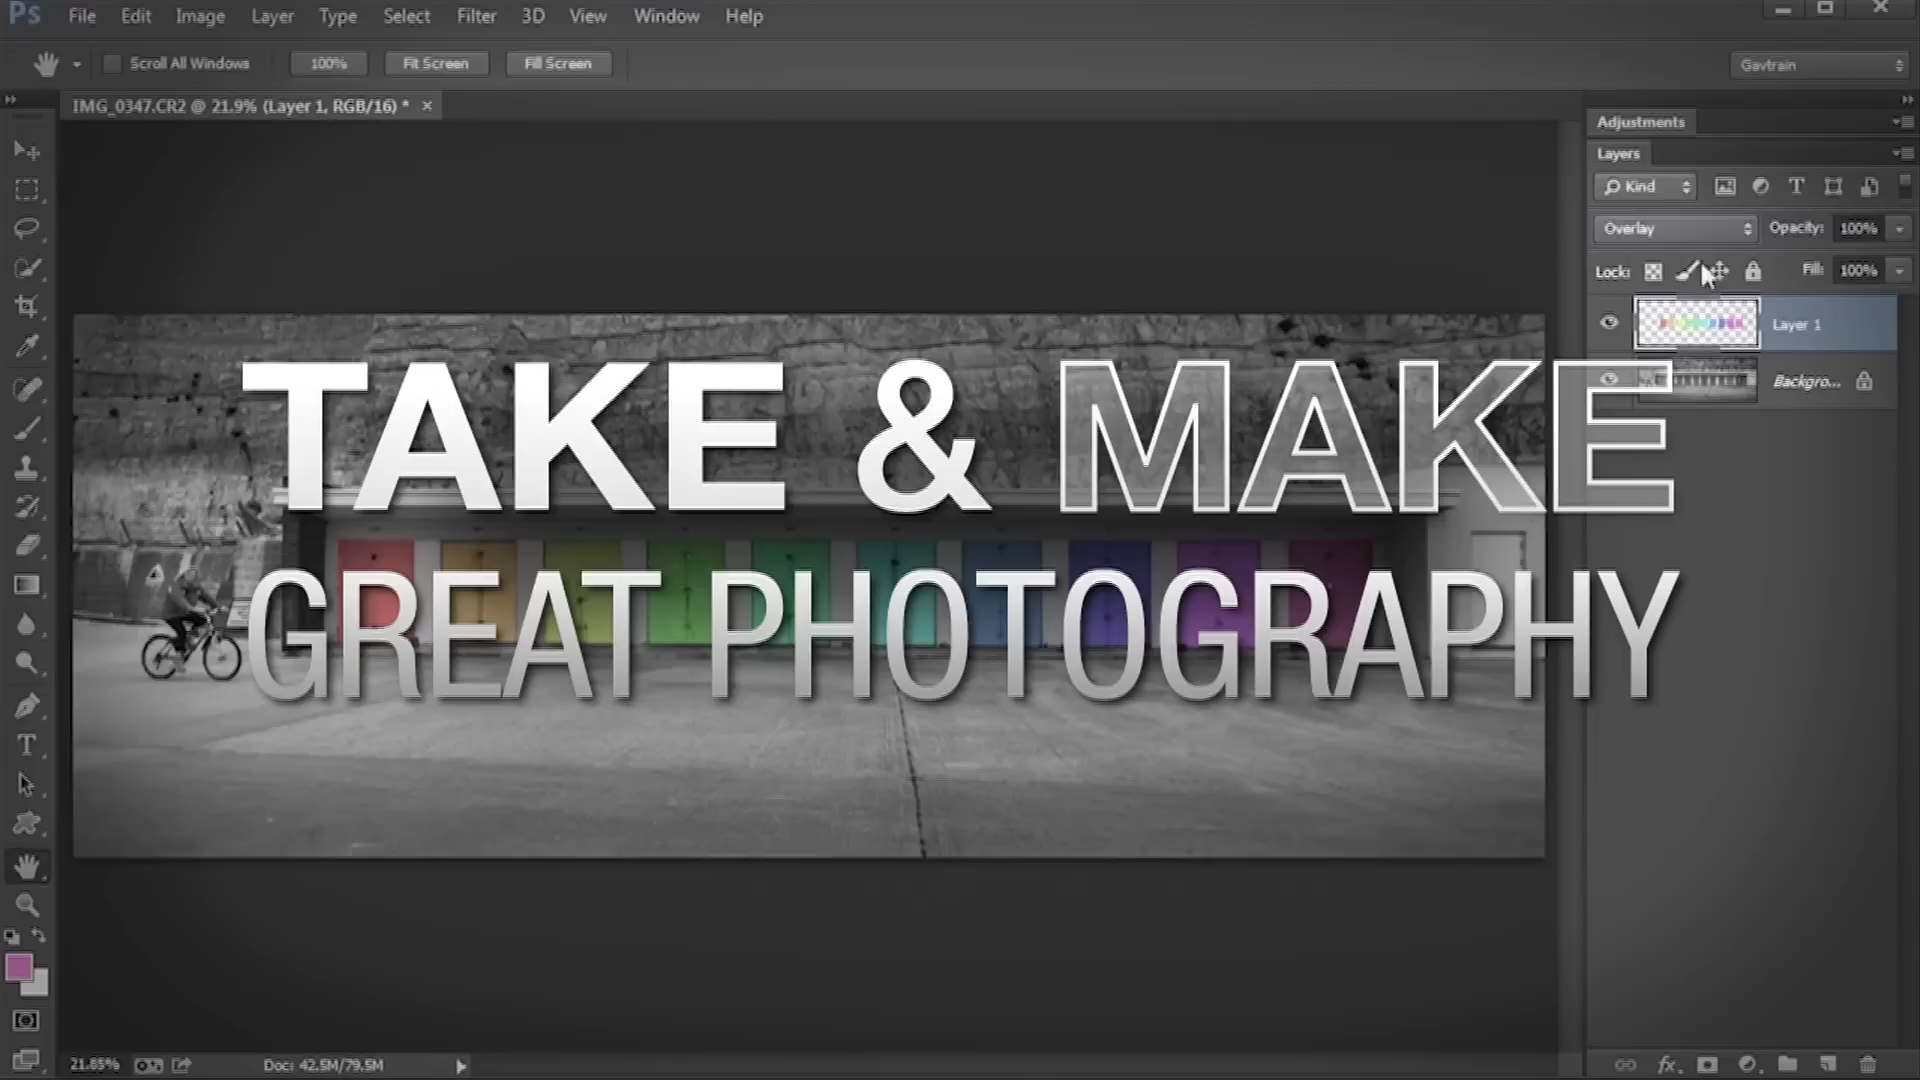 Ps File Edit Image Layer Type Select Filter 3D View Window Help
Scroll All Windows 100% Fit Screen Fill Screen Gavtrain
IMG_0347.CR2 @ 21.9% (Layer 1, RGB/16) * ×
Adjustments
Layers
Kind
Overlay Opacity: 100%
Lock: Fill: 100%
Layer 1
Backgro...
TAKE & MAKE
GREAT PHOTOGRAPHY
21.85% Doc: 42.5M/79.5M
fx